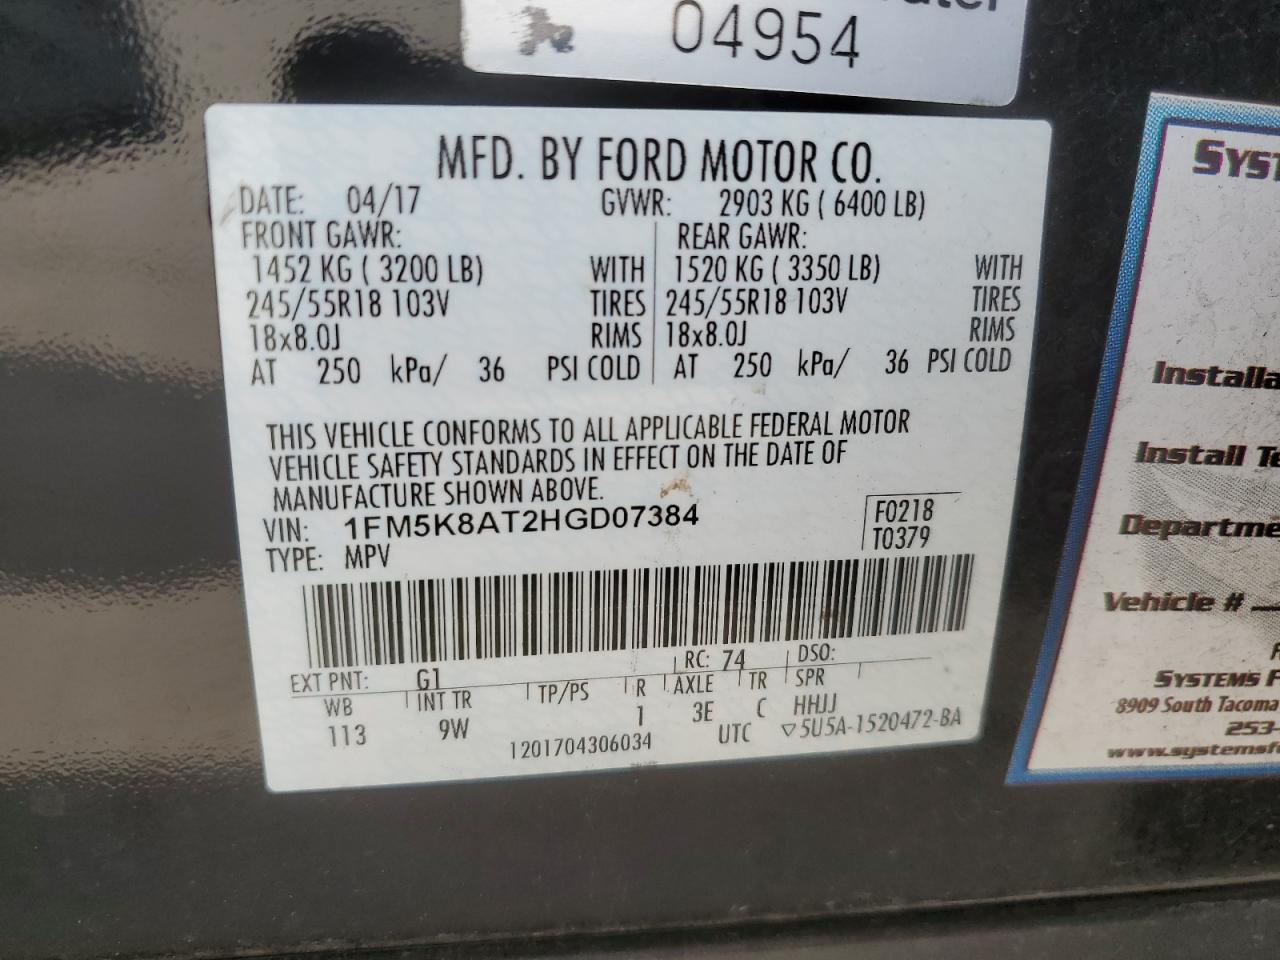 04954
MFD. BY FORD MOTOR CO.
DATE: 04/17 GVWR: 2903 KG ( 6400 LB)
FRONT GAWR: REAR GAWR:
1452 KG ( 3200 LB) WITH 1520 KG ( 3350 LB) WITH
245/55R18 103V TIRES 245/55R18 103V TIRES
18x8.0J RIMS 18x8.0J RIMS
AT 250 kPa/ 36 PSI COLD AT 250 kPa/ 36 PSI COLD
THIS VEHICLE CONFORMS TO ALL APPLICABLE FEDERAL MOTOR
VEHICLE SAFETY STANDARDS IN EFFECT ON THE DATE OF
MANUFACTURE SHOWN ABOVE.
VIN: 1FM5K8AT2HGD07384 F0218
TYPE: MPV T0379
EXT PNT: G1 RC: 74 DSO:
WB INT TR TP/PS R AXLE TR SPR
113 9W 1 3E C HHJJ
1201704306034 UTC ▽5U5A-1520472-BA
Install
Department
Vehicle #
SYSTEMS
8909 South Tacoma
253-